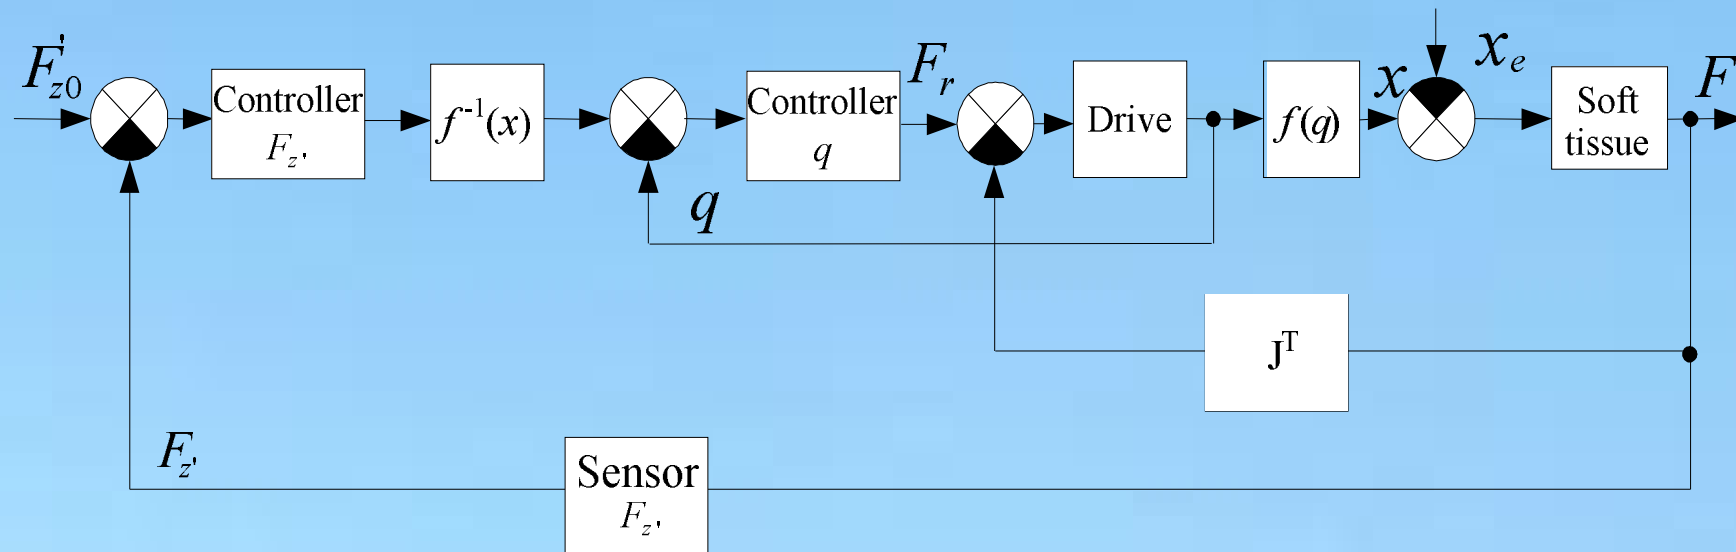 F'z0
Controller
Fz'
f⁻¹(x)
Controller
q
Fr
Drive
f(q)
x
xe
Soft
tissue
F
q
Jᵀ
Fz'
Sensor
Fz'